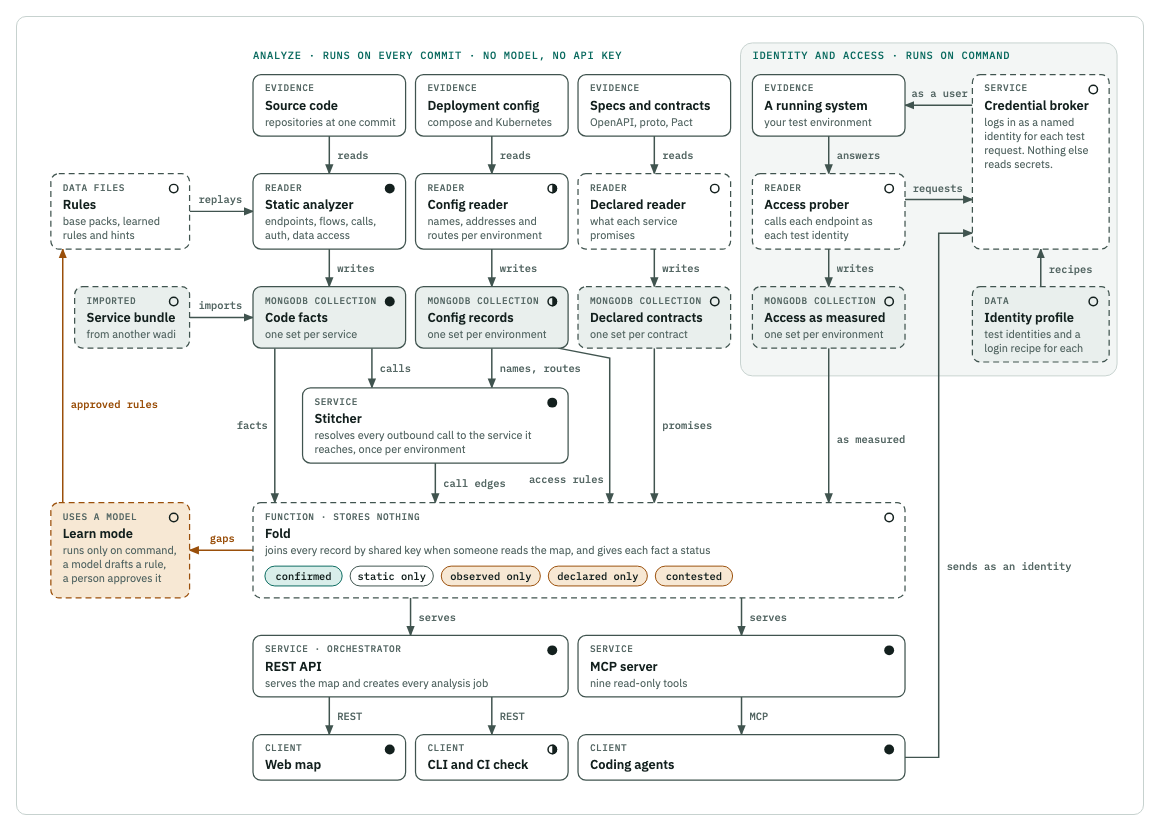 ANALYZE · RUNS ON EVERY COMMIT · NO MODEL, NO API KEY
IDENTITY AND ACCESS · RUNS ON COMMAND
EVIDENCE
Source code
repositories at one commit
EVIDENCE
Deployment config
compose and Kubernetes
EVIDENCE
Specs and contracts
OpenAPI, proto, Pact
EVIDENCE
A running system
your test environment
as a user
SERVICE
Credential broker
logs in as a named
identity for each test
request. Nothing else
reads secrets.
reads
reads
reads
answers
DATA FILES
Rules
base packs, learned
rules and hints
replays
READER
Static analyzer
endpoints, flows, calls,
auth, data access
READER
Config reader
names, addresses and
routes per environment
READER
Declared reader
what each service
promises
READER
Access prober
calls each endpoint as
each test identity
requests
writes
writes
writes
writes
recipes
IMPORTED
Service bundle
from another wadi
imports
MONGODB COLLECTION
Code facts
one set per service
MONGODB COLLECTION
Config records
one set per environment
MONGODB COLLECTION
Declared contracts
one set per contract
MONGODB COLLECTION
Access as measured
one set per environment
DATA
Identity profile
test identities and a
login recipe for each
calls
names, routes
approved rules
facts
SERVICE
Stitcher
resolves every outbound call to the service it
reaches, once per environment
promises
as measured
call edges
access rules
USES A MODEL
Learn mode
runs only on command,
a model drafts a rule,
a person approves it
gaps
FUNCTION · STORES NOTHING
Fold
joins every record by shared key when someone reads the map, and gives each fact a status
confirmed
static only
observed only
declared only
contested
sends as an identity
serves
serves
SERVICE · ORCHESTRATOR
REST API
serves the map and creates every analysis job
SERVICE
MCP server
nine read-only tools
REST
REST
MCP
CLIENT
Web map
CLIENT
CLI and CI check
CLIENT
Coding agents